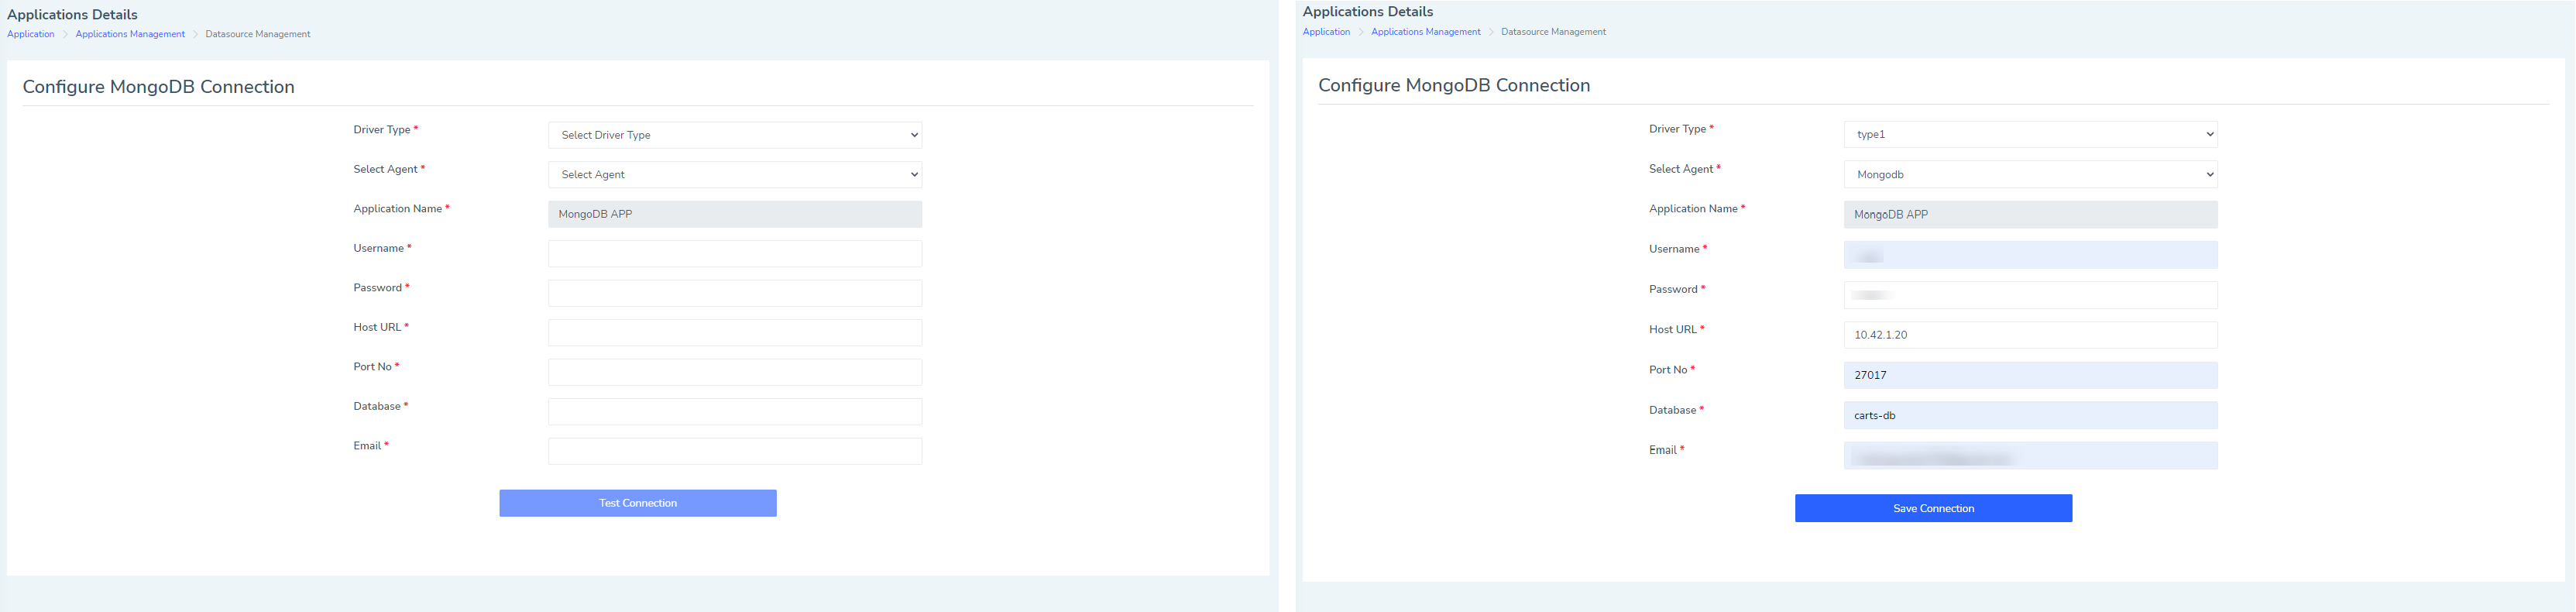 Applications Details
Application > Applications Management > Datasource Management
Configure MongoDB Connection
Driver Type * Select Driver Type
Select Agent * Select Agent
Application Name * MongoDB APP
Username *
Password *
Host URL *
Port No *
Database *
Email *
Test Connection
Applications Details
Application > Applications Management > Datasource Management
Configure MongoDB Connection
Driver Type * type1
Select Agent * Mongodb
Application Name * MongoDB APP
Username *
Password *
Host URL * 10.42.1.20
Port No * 27017
Database * carts-db
Email *
Save Connection